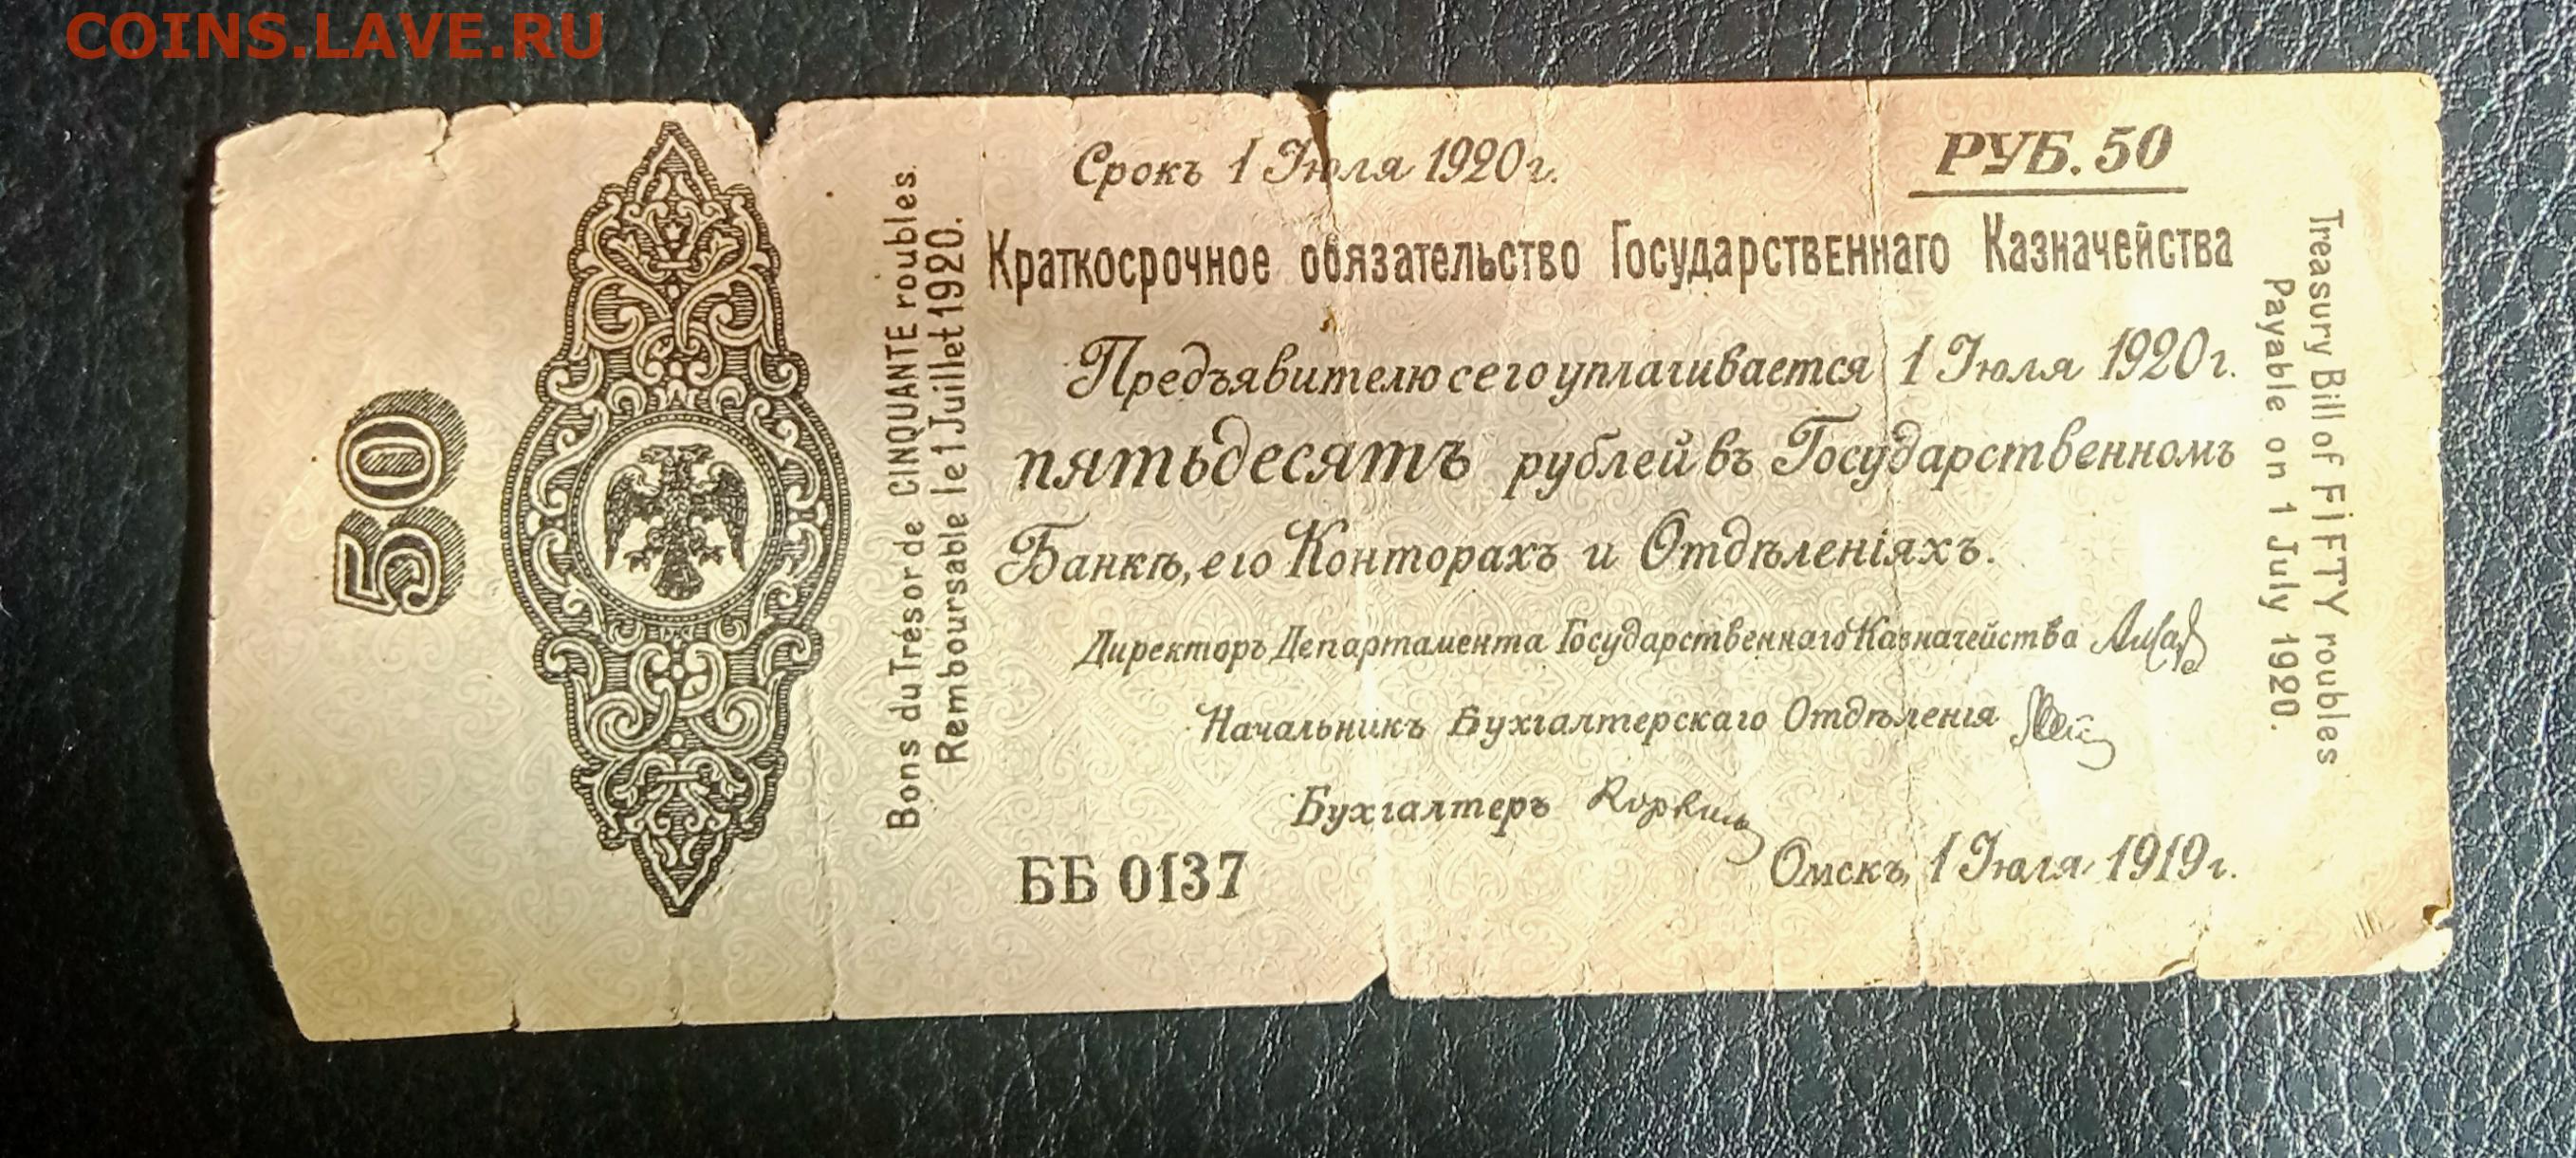 COINS.LAVE.RU
50
Bons du Trésor de CINQUANTE roubles.
Remboursable le 1 Juillet 1920.
Срокъ 1 Июля 1920 г.
РУБ. 50
Краткосрочное обязательство Государственнаго Казначейства
Предъявителю сего уплачивается 1 Июля 1920 г.
пятьдесятъ рублей въ Государственномъ
Банкѣ, его Конторахъ и Отдѣленіяхъ.
Директоръ Департамента Государственнаго Казначейства
Начальникъ Бухгалтерскаго Отдѣленія
Бухгалтеръ
ББ 0137
Омскъ, 1 Июля 1919 г.
Treasury Bill of FiFTY roubles
Payable on 1 July 1920.